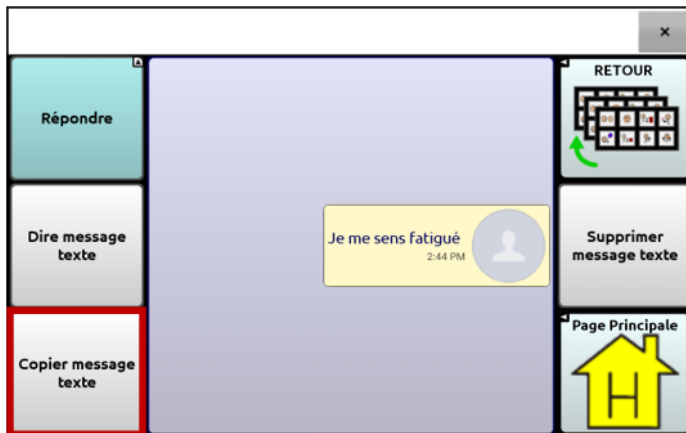 ×
Répondre
Dire message
texte
Copier message
texte
Je me sens fatigué
2:44 PM
RETOUR
Supprimer
message texte
Page Principale
H